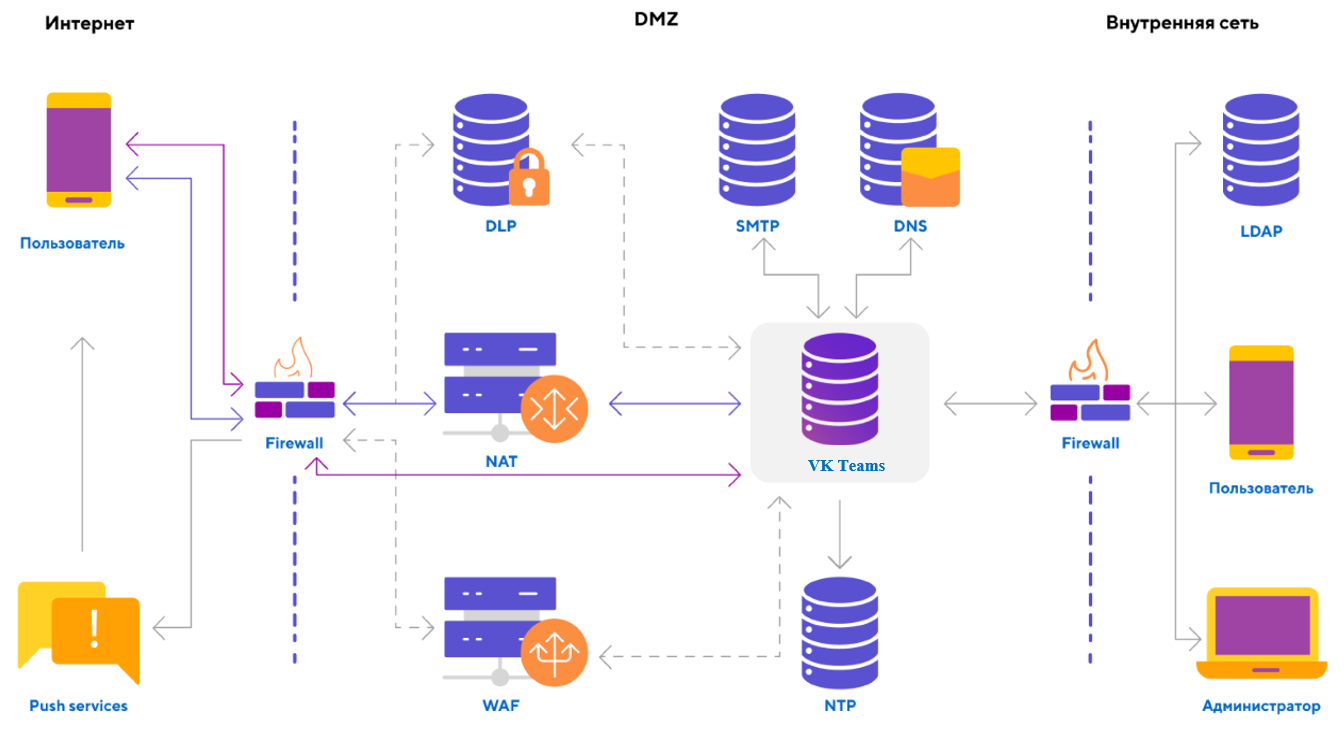 Интернет
DMZ
Внутренняя сеть
Пользователь
DLP
SMTP
DNS
LDAP
Firewall
NAT
VK Teams
Firewall
Пользователь
Push services
WAF
NTP
Администратор